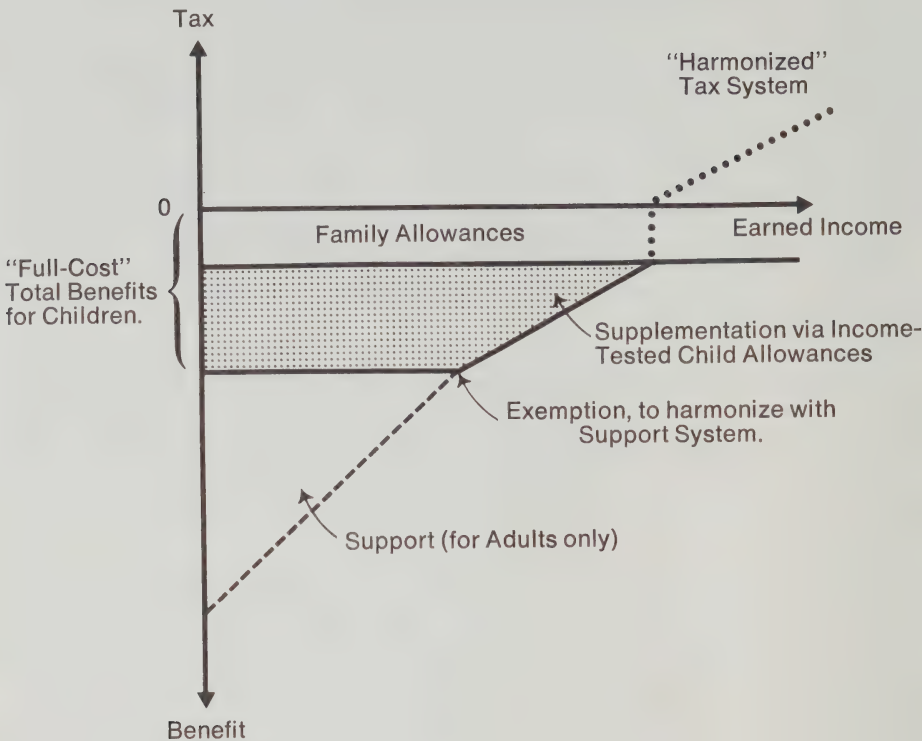 Tax
"Harmonized"
Tax System
0
Family Allowances
Earned Income
"Full-Cost"
Total Benefits
for Children.
Supplementation via Income-
Tested Child Allowances
Exemption, to harmonize with
Support System.
Support (for Adults only)
Benefit